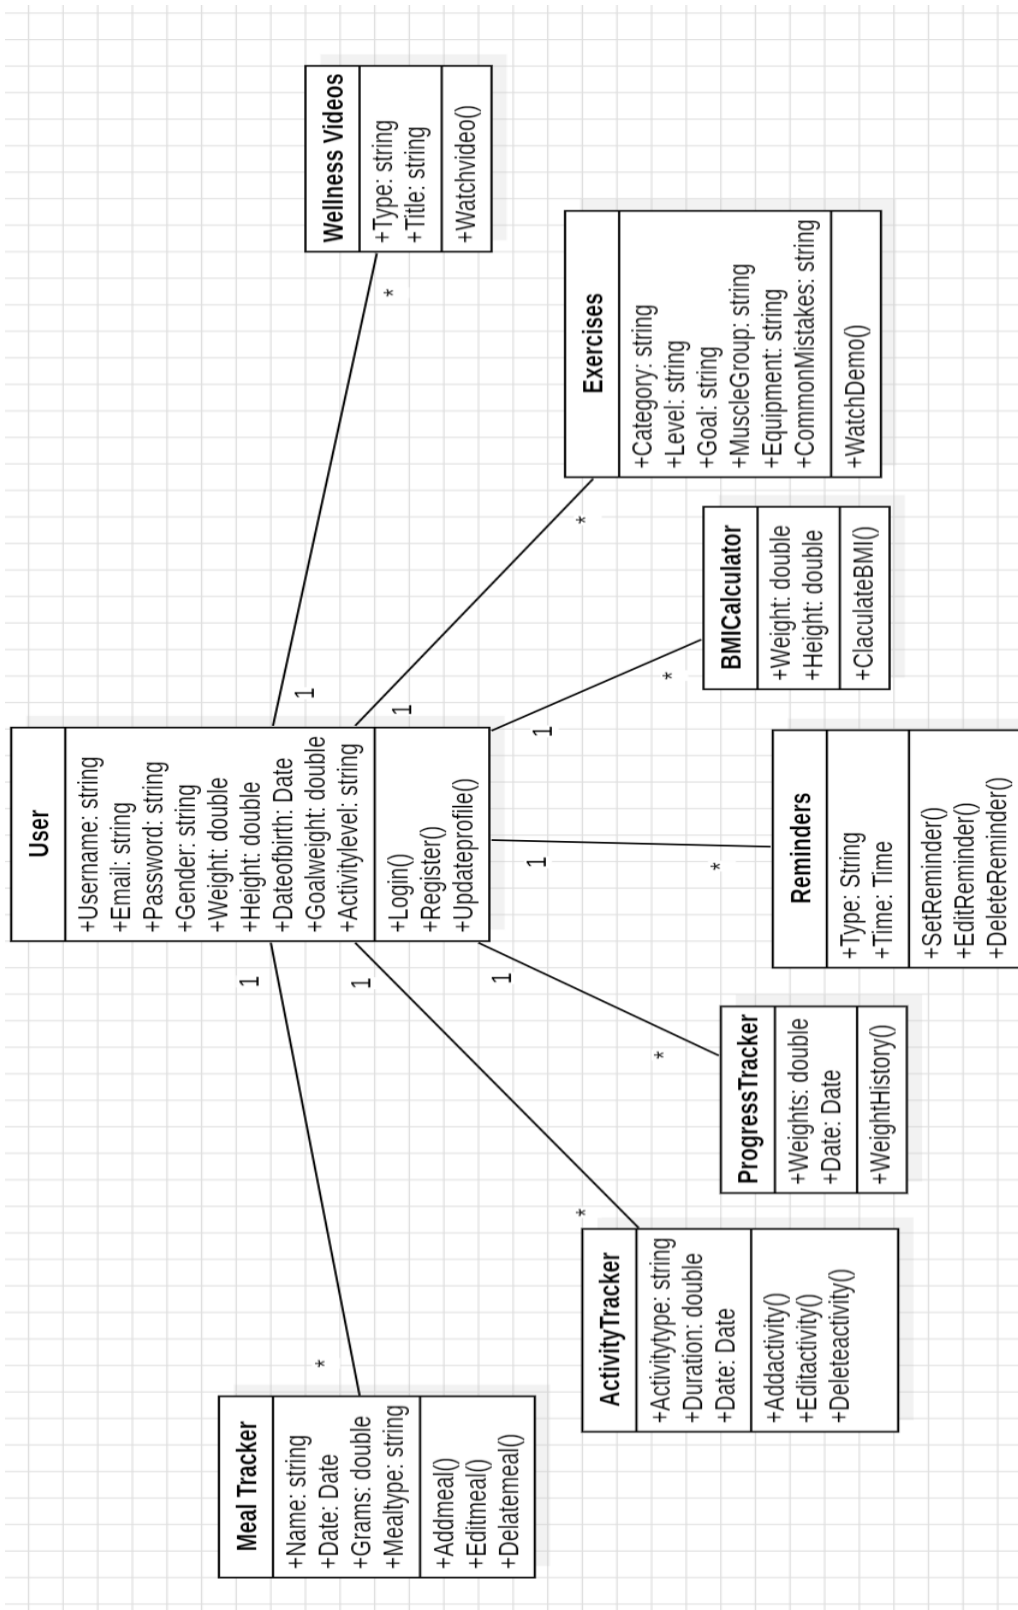 User
+Username: string
+Email: string
+Password: string
+Gender: string
+Weight: double
+Height: double
+Dateofbirth: Date
+Goalweight: double
+Activitylevel: string
+Login()
+Register()
+Updateprofile()
1
1
1
1
1
1
1
Meal Tracker
+Name: string
+Date: Date
+Grams: double
+Mealtype: string
+Addmeal()
+Editmeal()
+Delatemeal()
*
ActivityTracker
+Activitytype: string
+Duration: double
+Date: Date
+Addactivity()
+Editactivity()
+Deleteactivity()
*
ProgressTracker
+Weights: double
+Date: Date
+WeightHistory()
*
Reminders
+Type: String
+Time: Time
+SetReminder()
+EditReminder()
+DeleteReminder()
*
BMICalculator
+Weight: double
+Height: double
+ClaculateBMI()
*
Exercises
+Category: string
+Level: string
+Goal: string
+MuscleGroup: string
+Equipment: string
+CommonMistakes: string
+WatchDemo()
*
Wellness Videos
+Type: string
+Title: string
+Watchvideo()
*